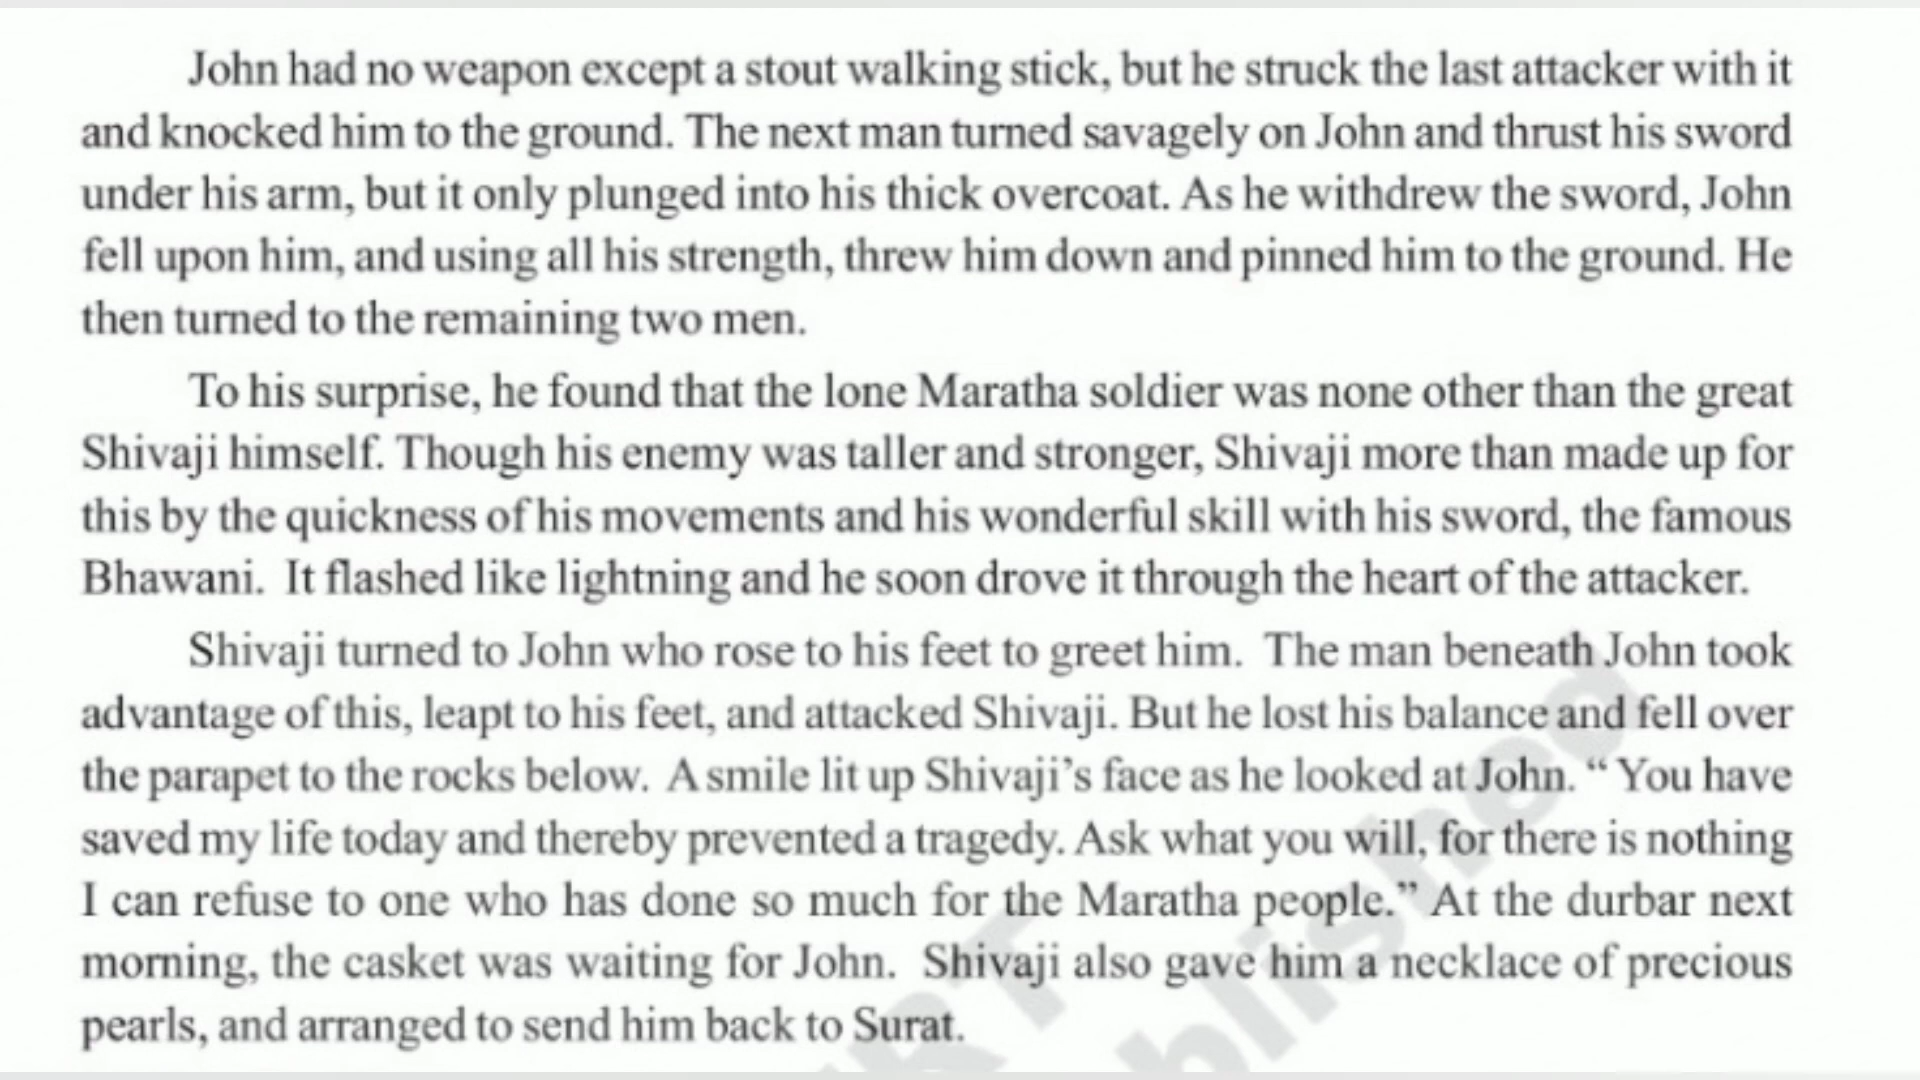 John had no weapon except a stout walking stick, but he struck the last attacker with it
and knocked him to the ground. The next man turned savagely on John and thrust his sword
under his arm, but it only plunged into his thick overcoat. As he withdrew the sword, John
fell upon him, and using all his strength, threw him down and pinned him to the ground. He
then turned to the remaining two men.
To his surprise, he found that the lone Maratha soldier was none other than the great
Shivaji himself. Though his enemy was taller and stronger, Shivaji more than made up for
this by the quickness of his movements and his wonderful skill with his sword, the famous
Bhawani. It flashed like lightning and he soon drove it through the heart of the attacker.
Shivaji turned to John who rose to his feet to greet him. The man beneath John took
advantage of this, leapt to his feet, and attacked Shivaji. But he lost his balance and fell over
the parapet to the rocks below. A smile lit up Shivaji's face as he looked at John. “ You have
saved my life today and thereby prevented a tragedy. Ask what you will, for there is nothing
I can refuse to one who has done so much for the Maratha people.” At the durbar next
morning, the casket was waiting for John. Shivaji also gave him a necklace of precious
pearls, and arranged to send him back to Surat.